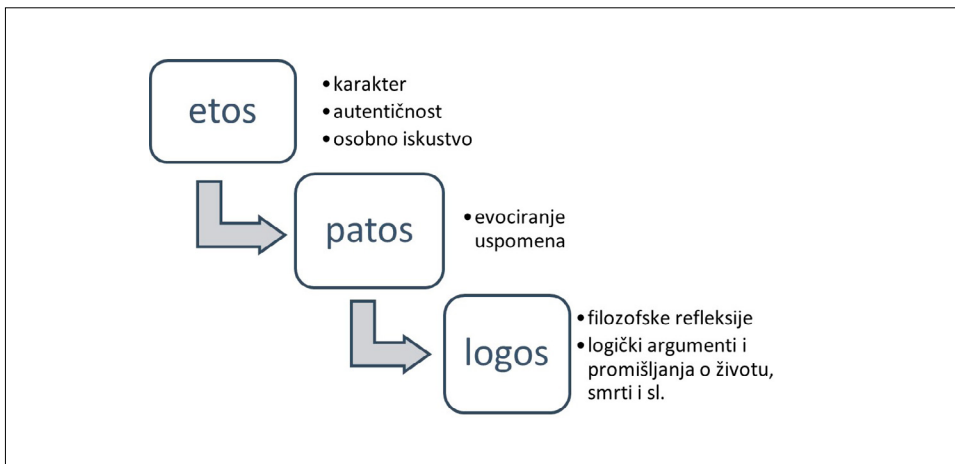 etos
•karakter
•autentičnost
•osobno iskustvo
patos
•evociranje
uspomena
logos
•filozofske refleksije
•logički argumenti i
promišljanja o životu,
smrti i sl.